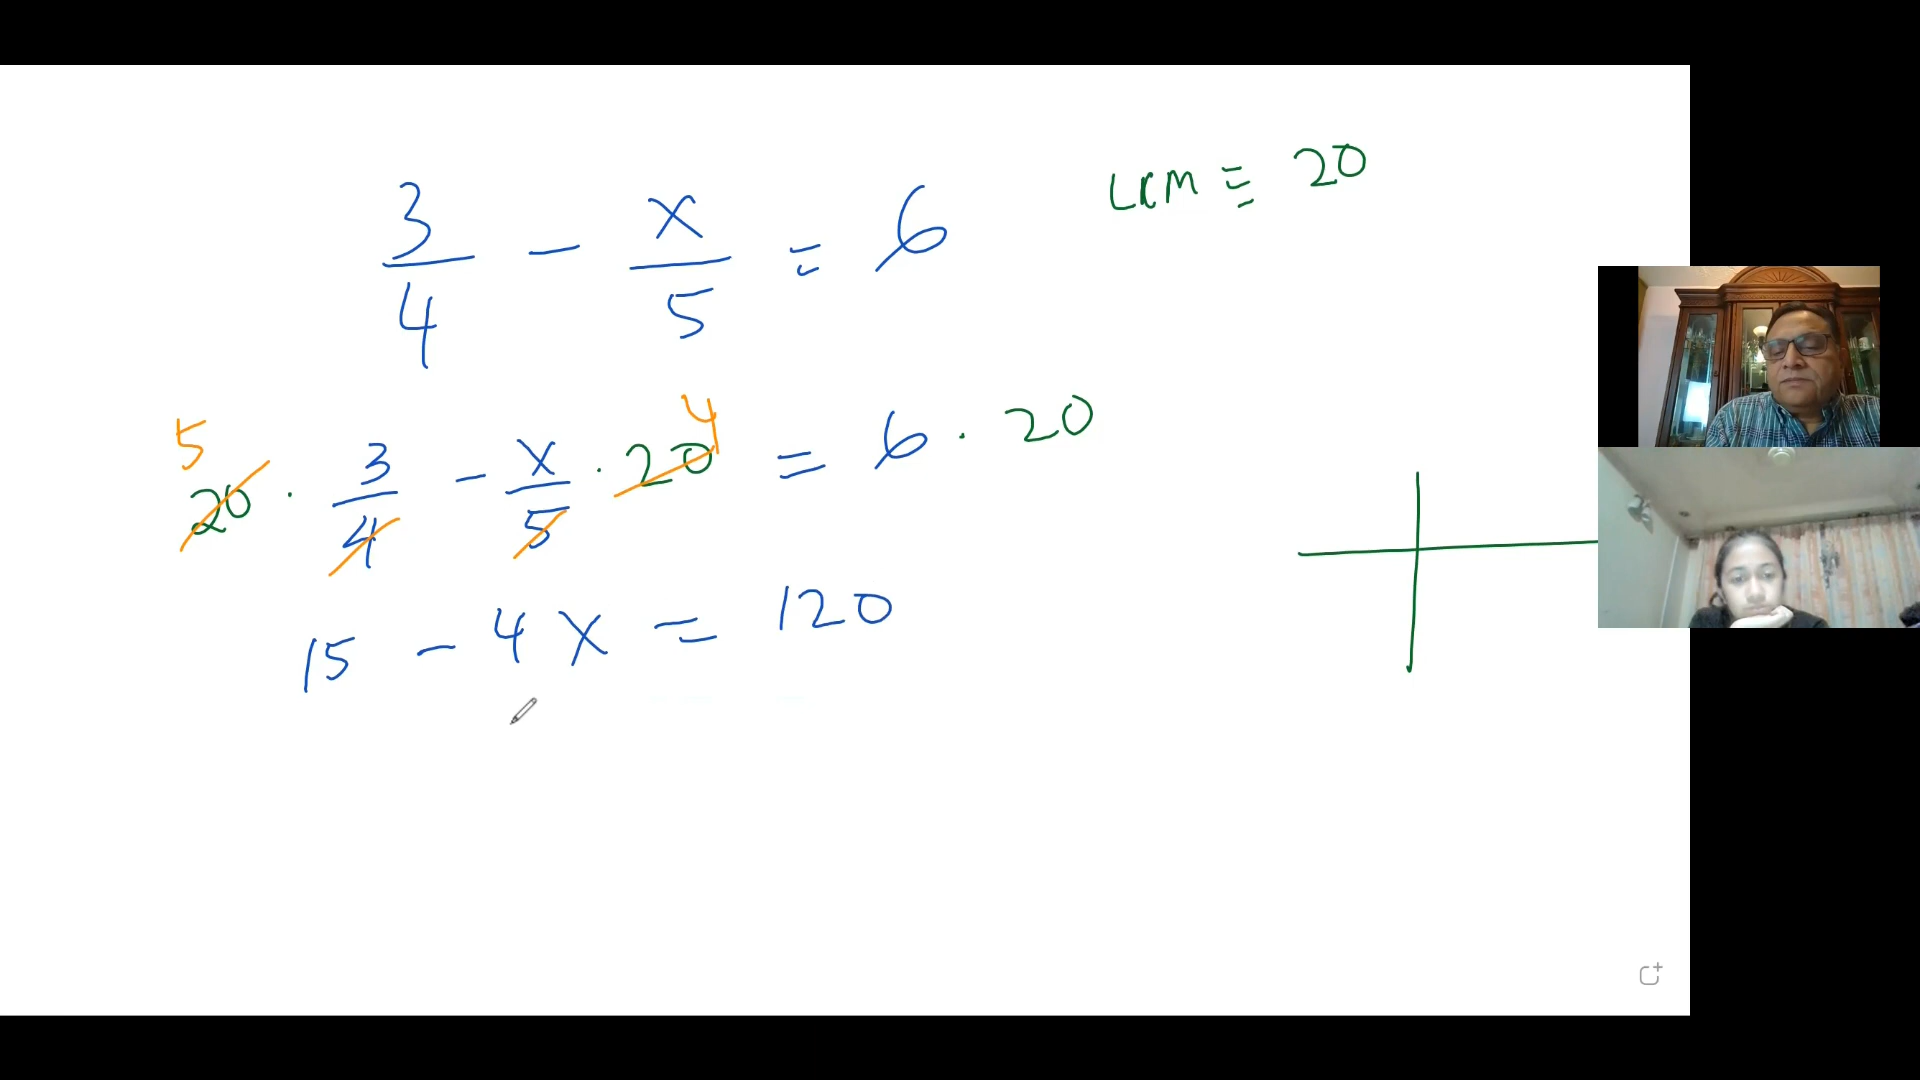 3/4 - x/5 = 6
LCM = 20
5 4
20 · 3/4 - x/5 · 20 = 6 · 20
15 - 4x = 120